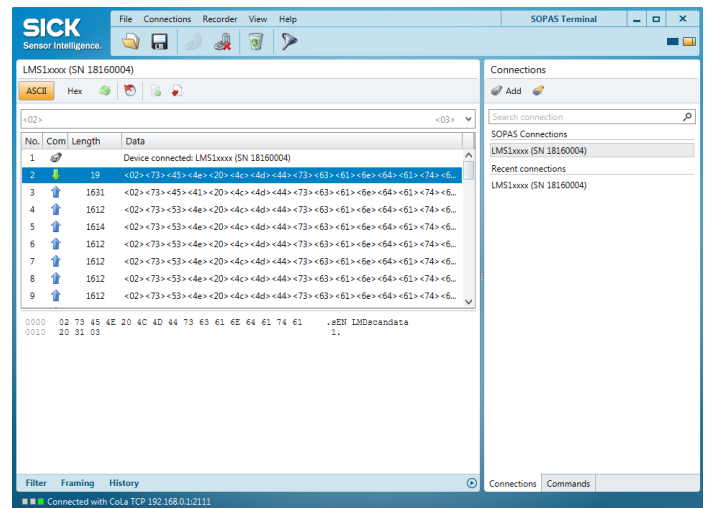 SICK
Sensor Intelligence.
File Connections Recorder View Help
SOPAS Terminal
LMS1xxxx (SN 18160004)
ASCII Hex
<02> <03>
No. Com Length Data
1 Device connected: LMS1xxxx (SN 18160004)
2 19 <02><73><45><4e><20><4c><4d><44><73><63><61><6e><64><61><74><6...
3 1631 <02><73><45><41><20><4c><4d><44><73><63><61><6e><64><61><74><6...
4 1612 <02><73><53><4e><20><4c><4d><44><73><63><61><6e><64><61><74><6...
5 1614 <02><73><53><4e><20><4c><4d><44><73><63><61><6e><64><61><74><6...
6 1612 <02><73><53><4e><20><4c><4d><44><73><63><61><6e><64><61><74><6...
7 1612 <02><73><53><4e><20><4c><4d><44><73><63><61><6e><64><61><74><6...
8 1612 <02><73><53><4e><20><4c><4d><44><73><63><61><6e><64><61><74><6...
9 1612 <02><73><53><4e><20><4c><4d><44><73><63><61><6e><64><61><74><6...
0000 02 73 45 4E 20 4C 4D 44 73 63 61 6E 64 61 74 61 .sEN LMDscandata
0010 20 31 03 1.
Filter Framing History
Connected with CoLa TCP 192.168.0.1:2111
Connections
Add
Search connection
SOPAS Connections
LMS1xxxx (SN 18160004)
Recent connections
LMS1xxxx (SN 18160004)
Connections Commands